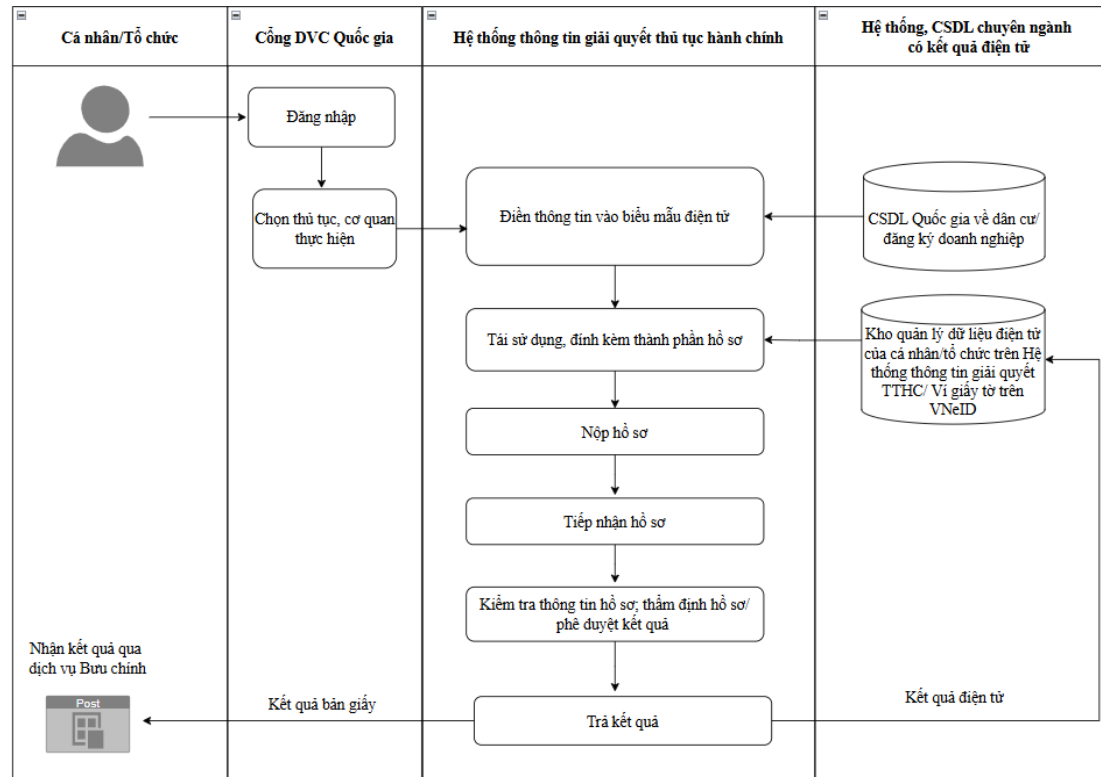 Cá nhân/Tổ chức
Cổng DVC Quốc gia
Hệ thống thông tin giải quyết thủ tục hành chính
Hệ thống, CSDL chuyên ngành
có kết quả điện tử
Đăng nhập
Chọn thủ tục, cơ quan
thực hiện
Điền thông tin vào biểu mẫu điện tử
CSDL Quốc gia về dân cư/
đăng ký doanh nghiệp
Tái sử dụng, đính kèm thành phần hồ sơ
Kho quản lý dữ liệu điện tử
của cá nhân/tổ chức trên Hệ
thống thông tin giải quyết
TTHC/ Ví giấy tờ trên
VNeID
Nộp hồ sơ
Tiếp nhận hồ sơ
Kiểm tra thông tin hồ sơ; thẩm định hồ sơ/
phê duyệt kết quả
Nhận kết quả qua
dịch vụ Bưu chính
Post
Kết quả bản giấy
Trả kết quả
Kết quả điện tử